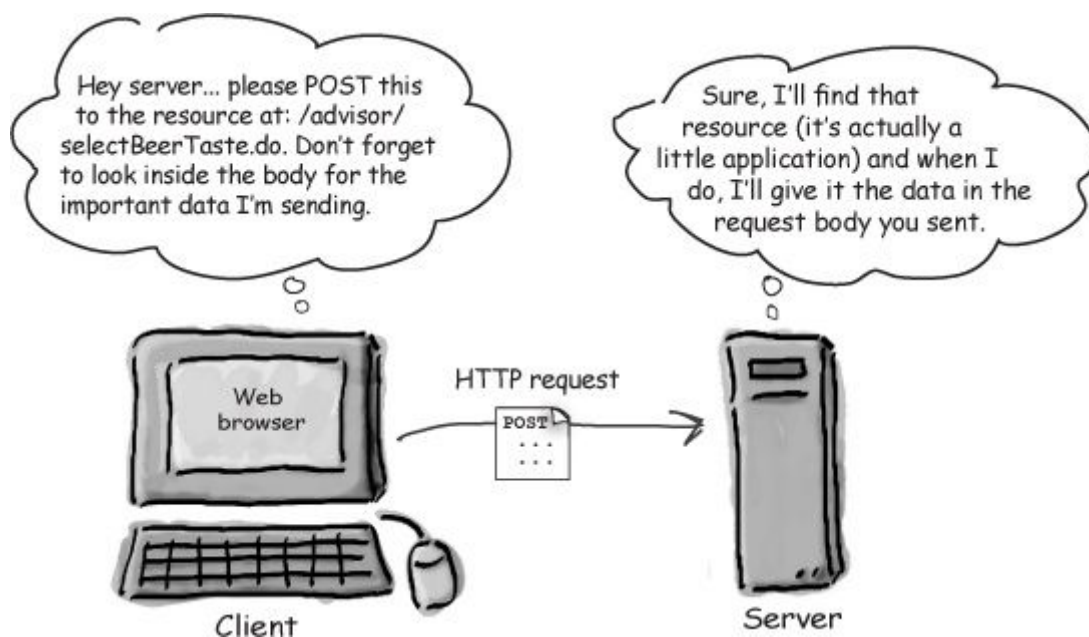 Hey server... please POST this
to the resource at: /advisor/
selectBeerTaste.do. Don't forget
to look inside the body for the
important data I'm sending.
Sure, I'll find that
resource (it's actually a
little application) and when I
do, I'll give it the data in the
request body you sent.
Web
browser
HTTP request
POST
...
...
Client
Server